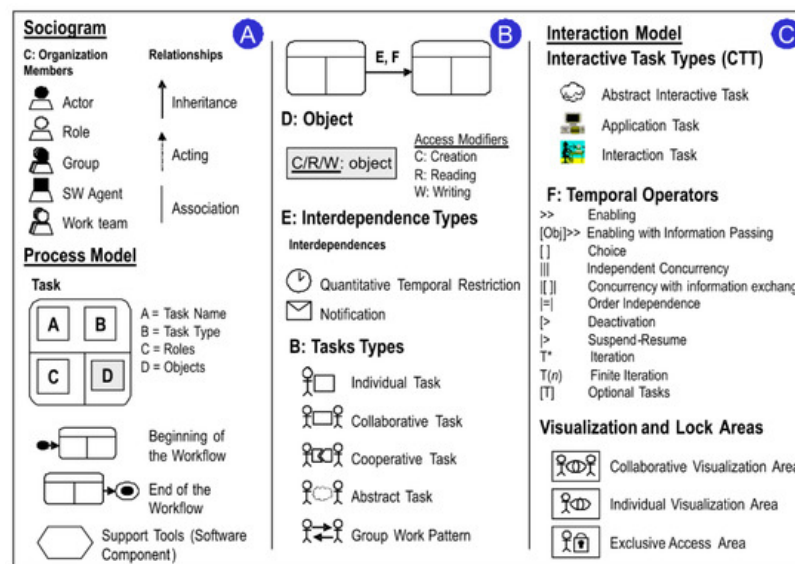 Sociogram
A
C: Organization
Members
Relationships
Actor
Role
Group
SW Agent
Work team
Inheritance
Acting
Association
Process Model
Task
A
B
C
D
A = Task Name
B = Task Type
C = Roles
D = Objects
Beginning of
the Workflow
End of the
Workflow
Support Tools (Software
Component)
B
E, F
D: Object
C/R/W: object
Access Modifiers
C: Creation
R: Reading
W: Writing
E: Interdependence Types
Interdependences
Quantitative Temporal Restriction
Notification
B: Tasks Types
Individual Task
Collaborative Task
Cooperative Task
Abstract Task
Group Work Pattern
Interaction Model
C
Interactive Task Types (CTT)
Abstract Interactive Task
Application Task
Interaction Task
F: Temporal Operators
>> Enabling
[Obj]>> Enabling with Information Passing
[ ] Choice
||| Independent Concurrency
|[ ]| Concurrency with information exchang
|=| Order Independence
[> Deactivation
|> Suspend-Resume
T* Iteration
T(n) Finite Iteration
[T] Optional Tasks
Visualization and Lock Areas
Collaborative Visualization Area
Individual Visualization Area
Exclusive Access Area